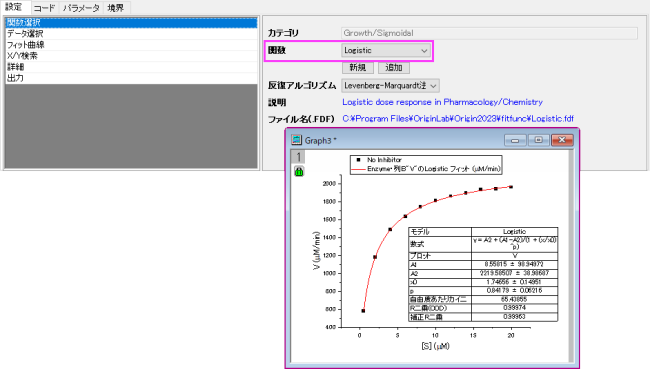 設定 コード パラメータ 境界
関数選択
データ選択
フィット曲線
X/Y検索
詳細
出力
カテゴリ Growth/Sigmoidal
関数 Logistic
新規 追加
反復アルゴリズム Levenberg-Marquardt法
説明 Logistic dose response in Pharmacology/Chemistry
ファイル名(.FDF) C:¥Program Files¥OriginLab¥Origin2023¥fitfunc¥Logistic.fdf
Graph3 *
1
No Inhibitor
Enzyme-列B"V"のLogistic フィット (μM/min)
V (μM/min)
2000
1800
1600
1400
1200
1000
800
600
400
0 5 10 15 20
[S] (μM)
モデル Logistic
数式 y = A2 + (A1-A2)/(1 + (x/x0)^p)
プロット V
A1 8.55815 ± 98.94972
A2 2219.58507 ± 38.98687
x0 1.74656 ± 0.14951
p 0.84179 ± 0.06216
自由度あたりカイ二 65.43855
R二乗(COD) 0.99974
補正R二乗 0.99963